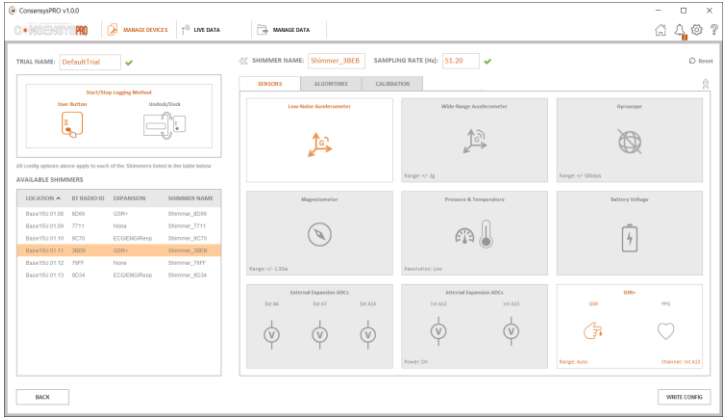 ConsensysPRO v1.0.0
CONSENSYSPRO
MANAGE DEVICES
LIVE DATA
MANAGE DATA
TRIAL NAME: DefaultTrial
SHIMMER NAME: Shimmer_3BEB SAMPLING RATE (Hz): 51.20
Reset
Start/Stop Logging Method
User Button Undock/Dock
All config options above apply to each of the Shimmers listed in the table below
AVAILABLE SHIMMERS
LOCATION BT RADIO ID EXPANSION SHIMMER NAME
Base15U.01.08 8D66 GSR+ Shimmer_8D66
Base15U.01.09 7711 None Shimmer_7711
Base15U.01.10 9C70 ECG/EMG/Resp Shimmer_9C70
Base15U.01.11 3BEB GSR+ Shimmer_3BEB
Base15U.01.12 76FF None Shimmer_76FF
Base15U.01.13 8D34 ECG/EMG/Resp Shimmer_8D34
SENSORS ALGORITHMS CALIBRATION
Low-Noise Accelerometer
G
Wide-Range Accelerometer
G
Range: +/- 2g
Gyroscope
Range: +/- 500dps
Magnetometer
Range: +/- 1.3Ga
Pressure & Temperature
Resolution: Low
Battery Voltage
External Expansion ADCs
Ext A6 Ext A7 Ext A15
V V V
Internal Expansion ADCs
Int A12 Int A13
V V
Power: On
GSR+
GSR PPG
Range: Auto Channel: Int A13
BACK
WRITE CONFIG